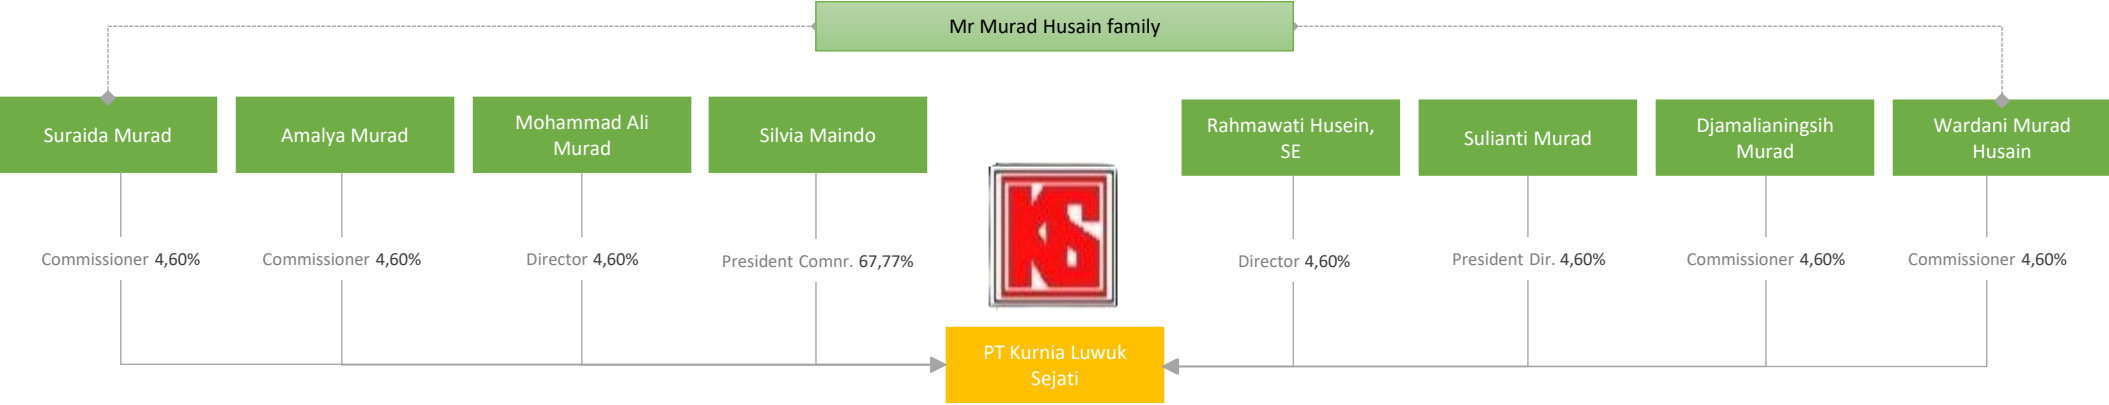 Mr Murad Husain family
Suraida Murad
Amalya Murad
Mohammad Ali
Murad
Silvia Maindo
Rahmawati Husein,
SE
Sulianti Murad
Djamalianingsih
Murad
Wardani Murad
Husain
KS
Commissioner 4,60%
Commissioner 4,60%
Director 4,60%
President Comnr. 67,77%
Director 4,60%
President Dir. 4,60%
Commissioner 4,60%
Commissioner 4,60%
PT Kurnia Luwuk
Sejati